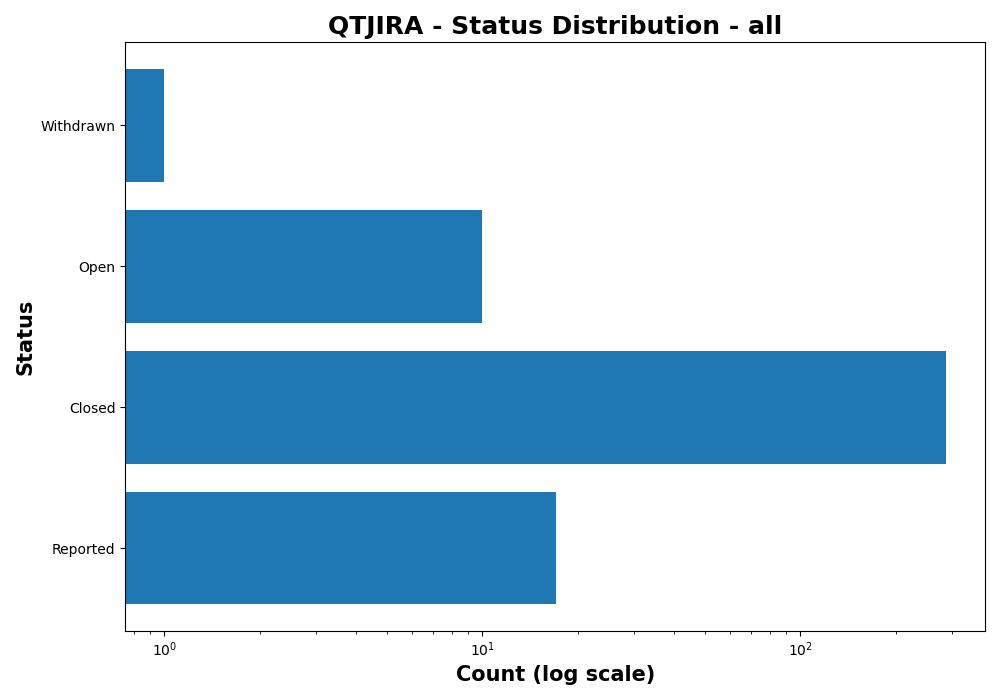 QTJIRA - Status Distribution - all
Withdrawn
Open
Closed
Reported
Status
10⁰
10¹
10²
Count (log scale)